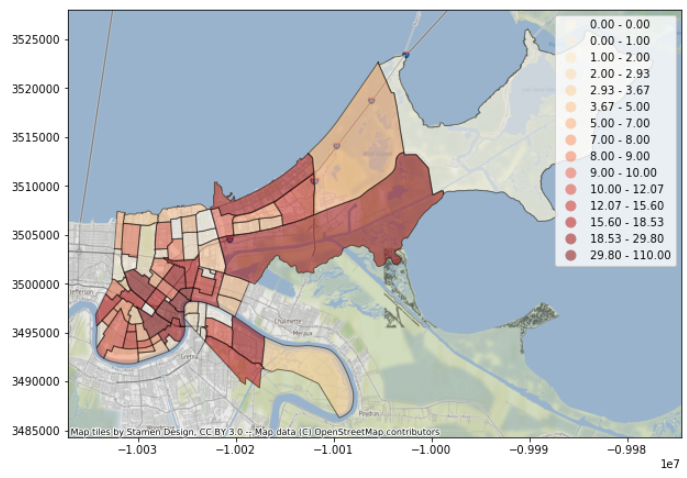 3525000
3520000
3515000
3510000
3505000
3500000
3495000
3490000
3485000
0.00 - 0.00
0.00 - 1.00
1.00 - 2.00
2.00 - 2.93
2.93 - 3.67
3.67 - 5.00
5.00 - 7.00
7.00 - 8.00
8.00 - 9.00
9.00 - 10.00
10.00 - 12.07
12.07 - 15.60
15.60 - 18.53
18.53 - 29.80
29.80 - 110.00
Jefferson
Chalmette
Meraux
Gretna
Poydras
Map tiles by Stamen Design, CC BY 3.0 -- Map data (C) OpenStreetMap contributors
−1.003
−1.002
−1.001
−1.000
−0.999
−0.998
1e7